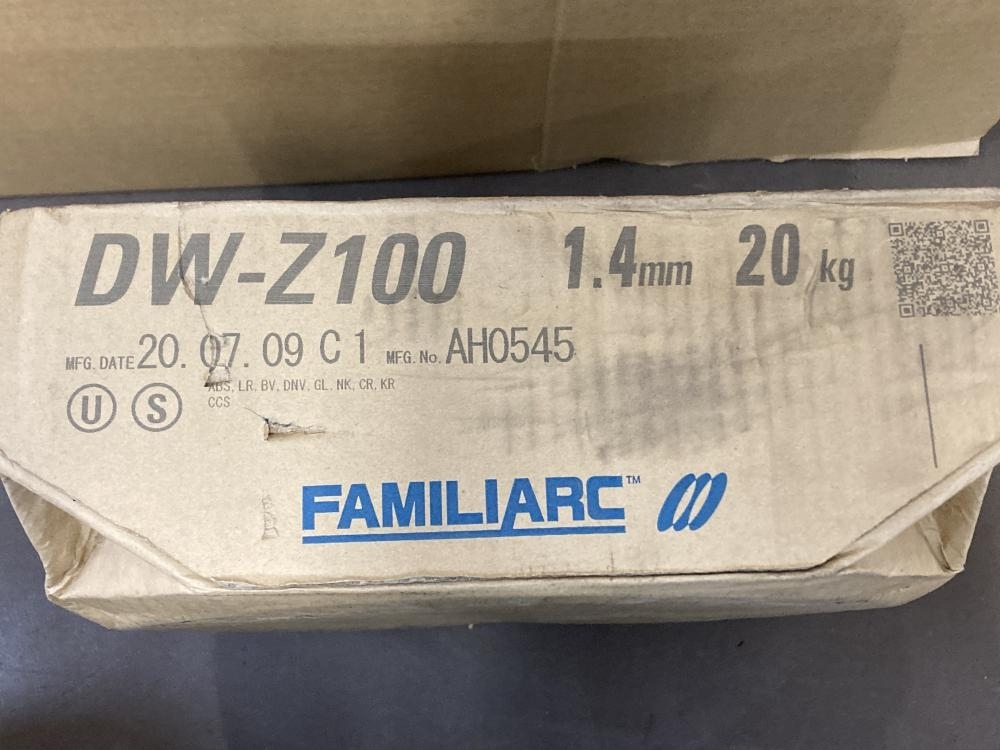 DW-Z100 1.4mm 20 kg
MFG. DATE 20. 07. 09 C 1 MFG. No. AH0545
U S ABS, LR, BV, DNV, GL, NK, CR, KR
CCS
FAMILIARC™